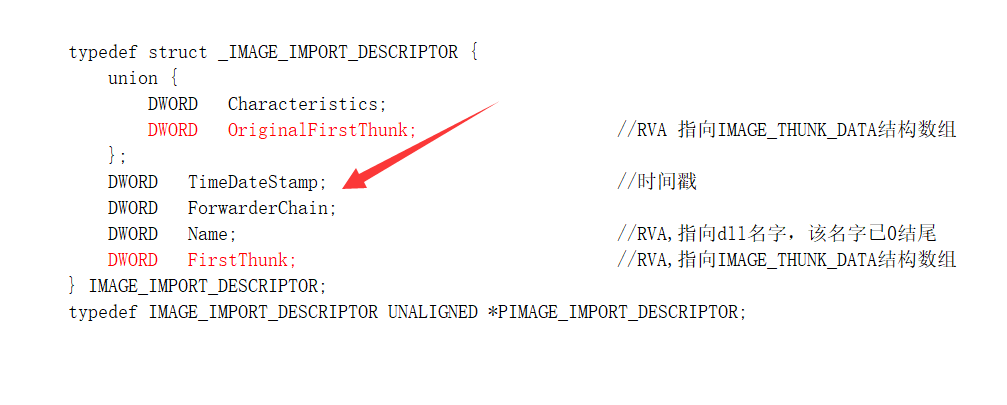 typedef struct _IMAGE_IMPORT_DESCRIPTOR {
union {
DWORD Characteristics;
DWORD OriginalFirstThunk; //RVA 指向IMAGE_THUNK_DATA结构数组
};
DWORD TimeDateStamp; //时间戳
DWORD ForwarderChain;
DWORD Name; //RVA,指向dll名字，该名字已0结尾
DWORD FirstThunk; //RVA,指向IMAGE_THUNK_DATA结构数组
} IMAGE_IMPORT_DESCRIPTOR;
typedef IMAGE_IMPORT_DESCRIPTOR UNALIGNED *PIMAGE_IMPORT_DESCRIPTOR;